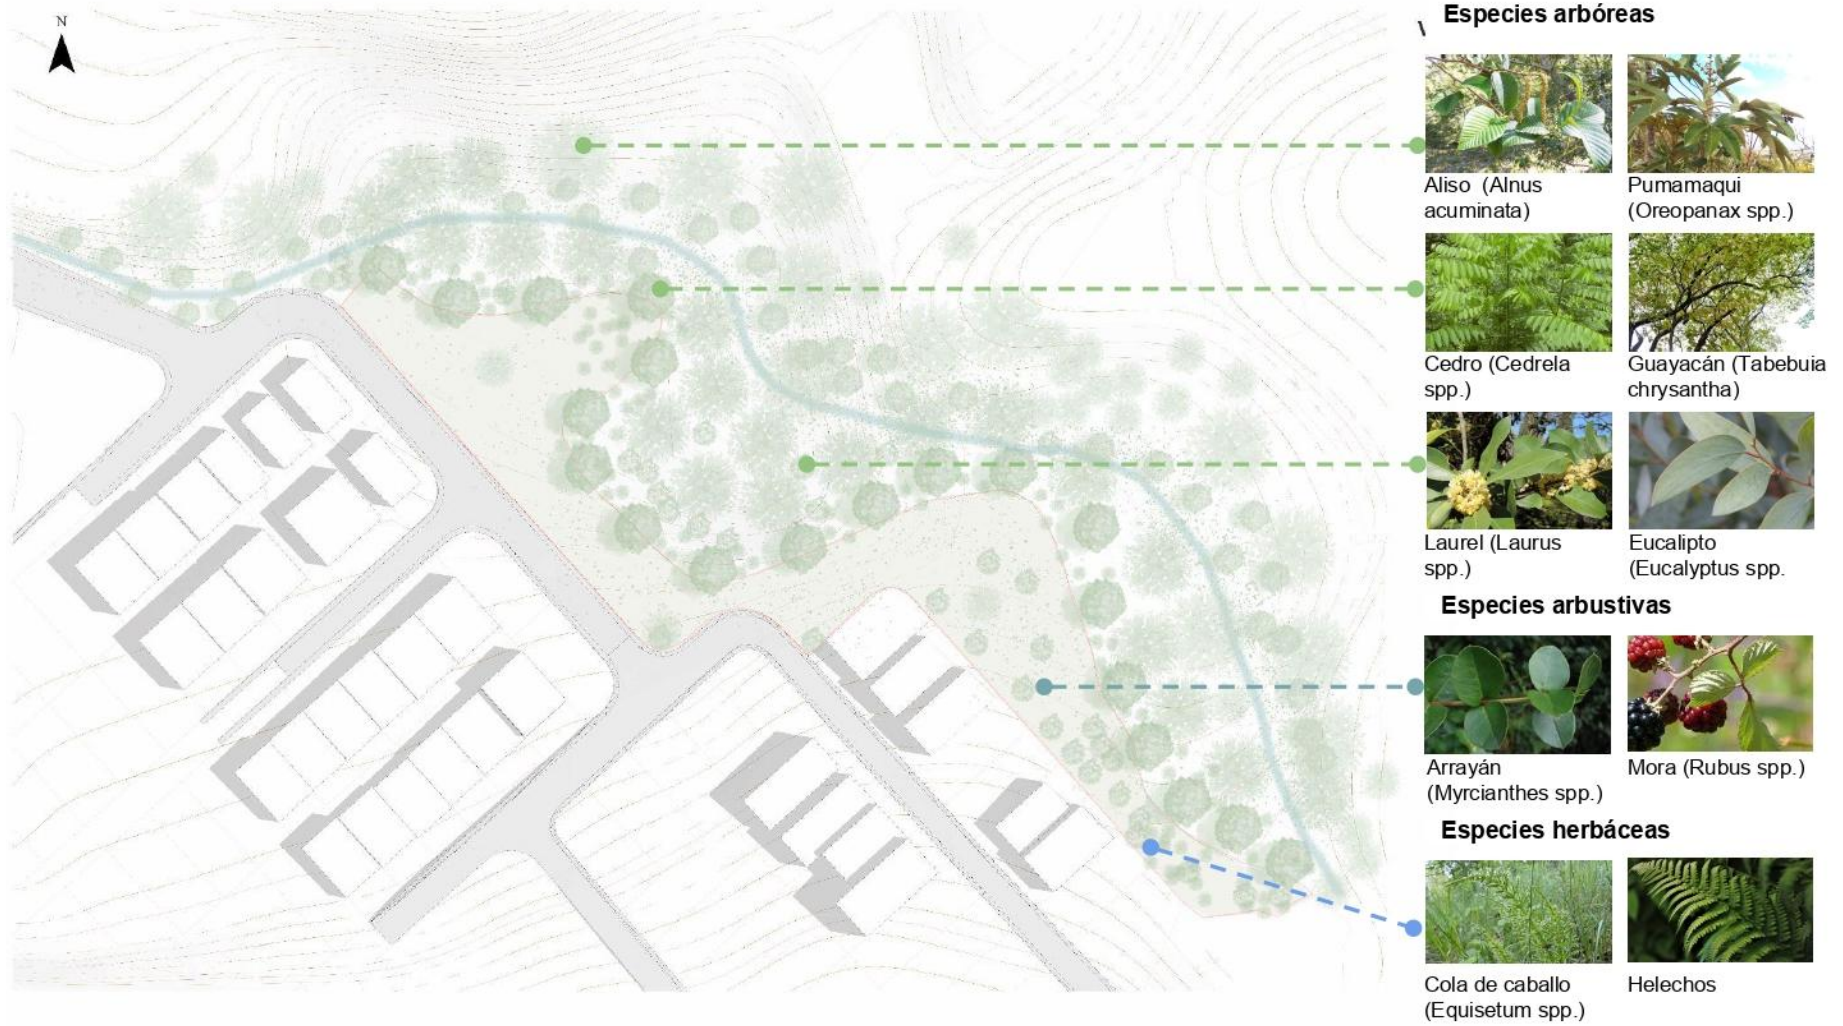 N
Especies arbóreas
Aliso (Alnus
acuminata)
Pumamaqui
(Oreopanax spp.)
Cedro (Cedrela
spp.)
Guayacán (Tabebuia
chrysantha)
Laurel (Laurus
spp.)
Eucalipto
(Eucalyptus spp.
Especies arbustivas
Arrayán
(Myrcianthes spp.)
Mora (Rubus spp.)
Especies herbáceas
Cola de caballo
(Equisetum spp.)
Helechos